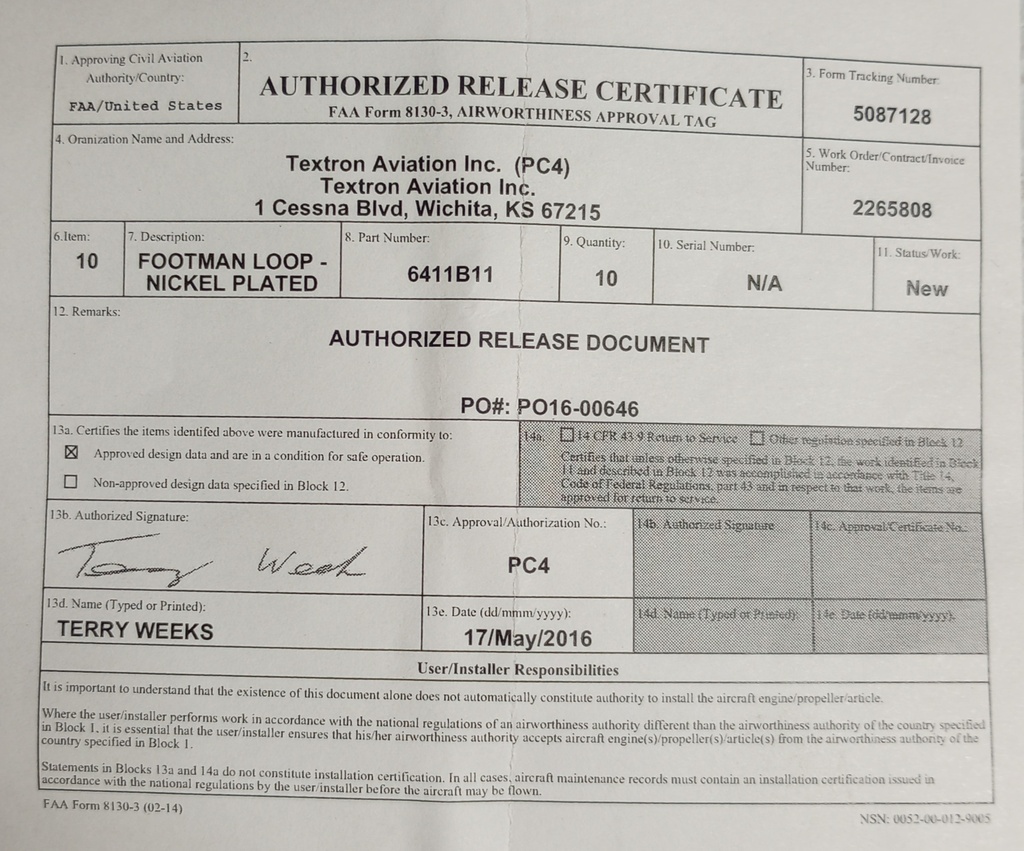 1. Approving Civil Aviation
Authority/Country:
FAA/United States
2.
AUTHORIZED RELEASE CERTIFICATE
FAA Form 8130-3, AIRWORTHINESS APPROVAL TAG
3. Form Tracking Number:
5087128
4. Oranization Name and Address:
Textron Aviation Inc. (PC4)
Textron Aviation Inc.
1 Cessna Blvd, Wichita, KS 67215
5. Work Order/Contract/Invoice
Number:
2265808
6.Item:
10
7. Description:
FOOTMAN LOOP -
NICKEL PLATED
8. Part Number:
6411B11
9. Quantity:
10
10. Serial Number:
N/A
11. Status/Work:
New
12. Remarks:
AUTHORIZED RELEASE DOCUMENT
PO#: PO16-00646
13a. Certifies the items identifed above were manufactured in conformity to:
☒ Approved design data and are in a condition for safe operation.
☐ Non-approved design data specified in Block 12.
14a. ☐ 14 CFR 43 9 Return to Service ☐ Other regulation specified in Block 12
Certifies that unless otherwise specified in Block 12, the work identified in Block
11 and described in Block 12 was accomplished in accordance with Title 14,
Code of Federal Regulations, part 43 and in respect to that work, the items are
approved for return to service.
13b. Authorized Signature:
Terry Weeks
13c. Approval/Authorization No.:
PC4
14b. Authorized Signature
14c. Approval/Certificate No.:
13d. Name (Typed or Printed):
TERRY WEEKS
13e. Date (dd/mmm/yyyy):
17/May/2016
14d. Name (Typed or Printed):
14e. Date (dd/mmm/yyyy).
User/Installer Responsibilities
It is important to understand that the existence of this document alone does not automatically constitute authority to install the aircraft engine/propeller/article.
Where the user/installer performs work in accordance with the national regulations of an airworthiness authority different than the airworthiness authority of the country specified
in Block 1, it is essential that the user/installer ensures that his/her airworthiness authority accepts aircraft engine(s)/propeller(s)/article(s) from the airworthiness authority of the
country specified in Block 1.
Statements in Blocks 13a and 14a do not constitute installation certification. In all cases, aircraft maintenance records must contain an installation certification issued in
accordance with the national regulations by the user/installer before the aircraft may be flown.
FAA Form 8130-3 (02-14)
NSN: 0052-00-012-9005